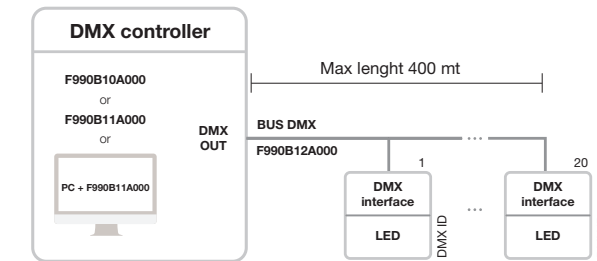 DMX controller
F990B10A000
or
F990B11A000
or
PC + F990B11A000
DMX
OUT
Max lenght 400 mt
BUS DMX
F990B12A000
...
1
20
DMX
interface
LED
DMX ID
...
DMX
interface
LED